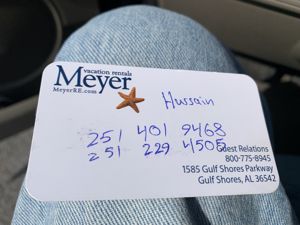 vacation rentals
Meyer
MeyerRE.com
Hussain
251 401 9468
251 229 4505
Guest Relations
800-775-8945
1585 Gulf Shores Parkway
Gulf Shores, AL 36542